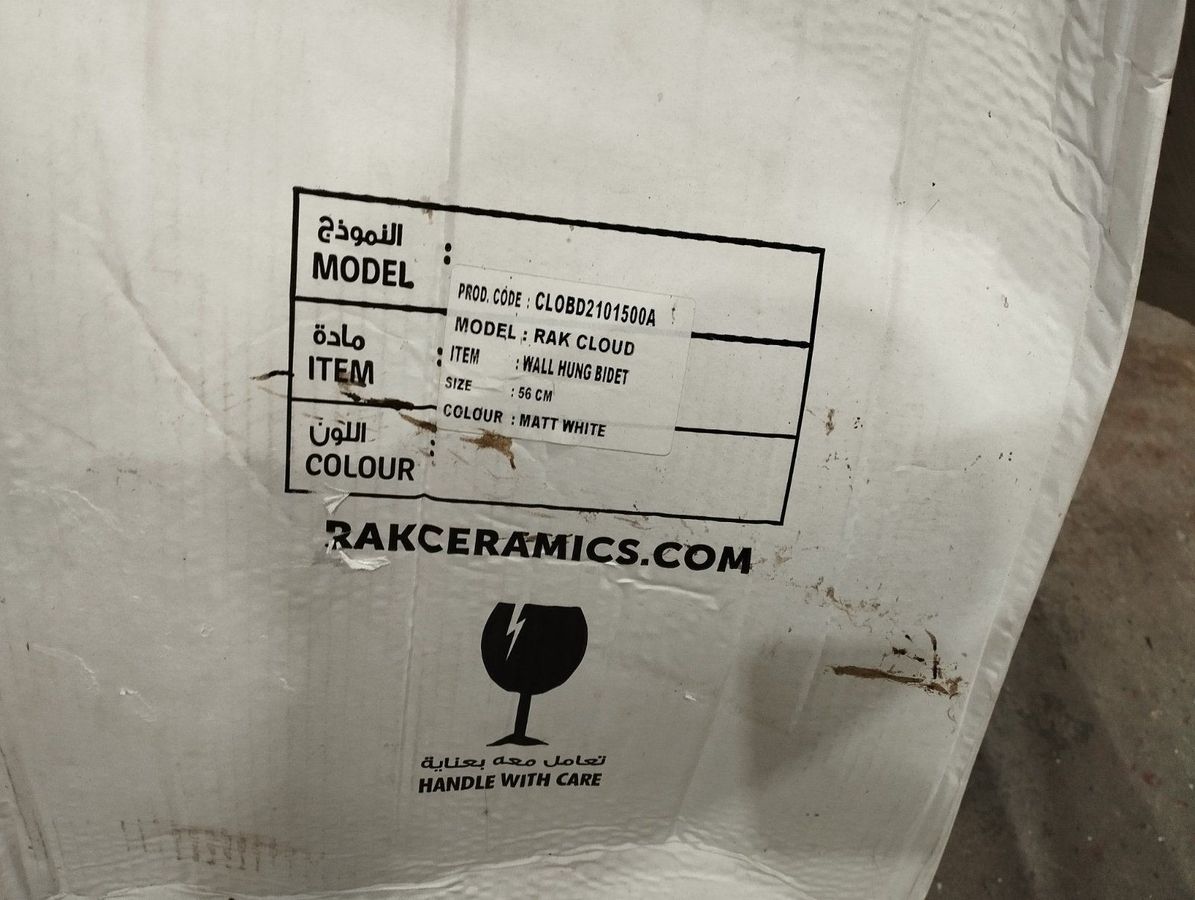 النموذج
MODEL :
مادة
ITEM :
اللون
COLOUR :
PROD. CODE : CLOBD2101500A
MODEL : RAK CLOUD
ITEM : WALL HUNG BIDET
SIZE : 56 CM
COLOUR : MATT WHITE
RAKCERAMICS.COM
تعامل معه بعناية
HANDLE WITH CARE